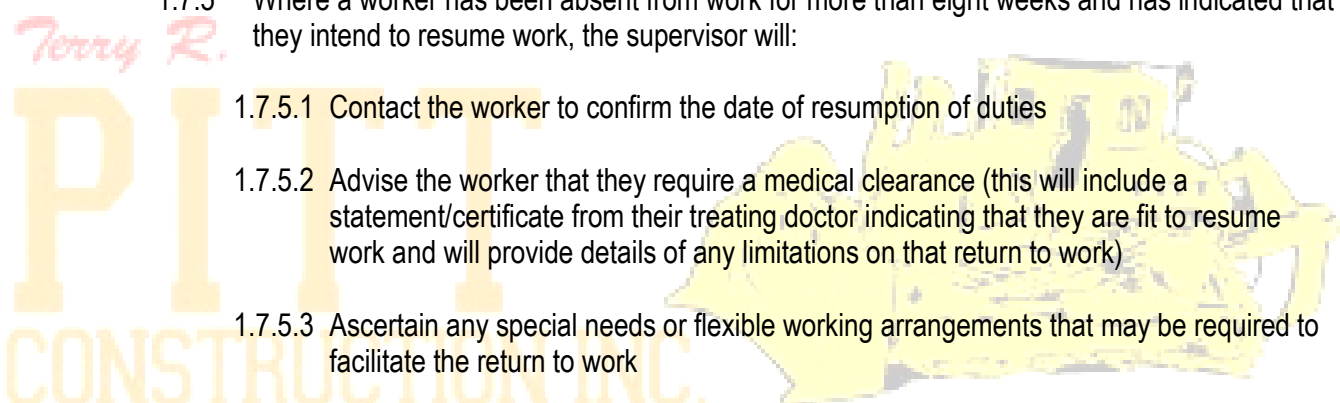 1.7.5 Where a worker has been absent from work for more than eight weeks and has indicated that
they intend to resume work, the supervisor will:
Terry R.
PITT
CONSTRUCTION INC.
1.7.5.1 Contact the worker to confirm the date of resumption of duties
1.7.5.2 Advise the worker that they require a medical clearance (this will include a
statement/certificate from their treating doctor indicating that they are fit to resume
work and will provide details of any limitations on that return to work)
1.7.5.3 Ascertain any special needs or flexible working arrangements that may be required to
facilitate the return to work